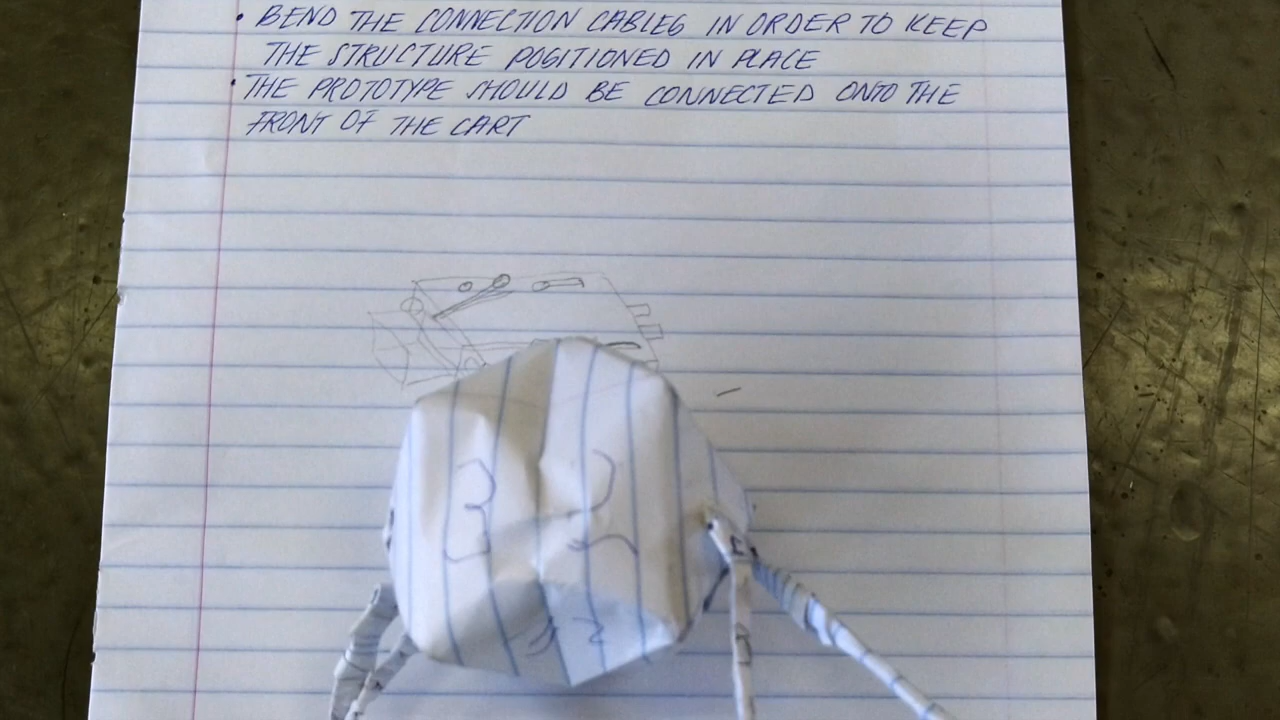 • BEND THE CONNECTION CABLES IN ORDER TO KEEP
THE STRUCTURE POSITIONED IN PLACE
• THE PROTOTYPE SHOULD BE CONNECTED ONTO THE
FRONT OF THE CART